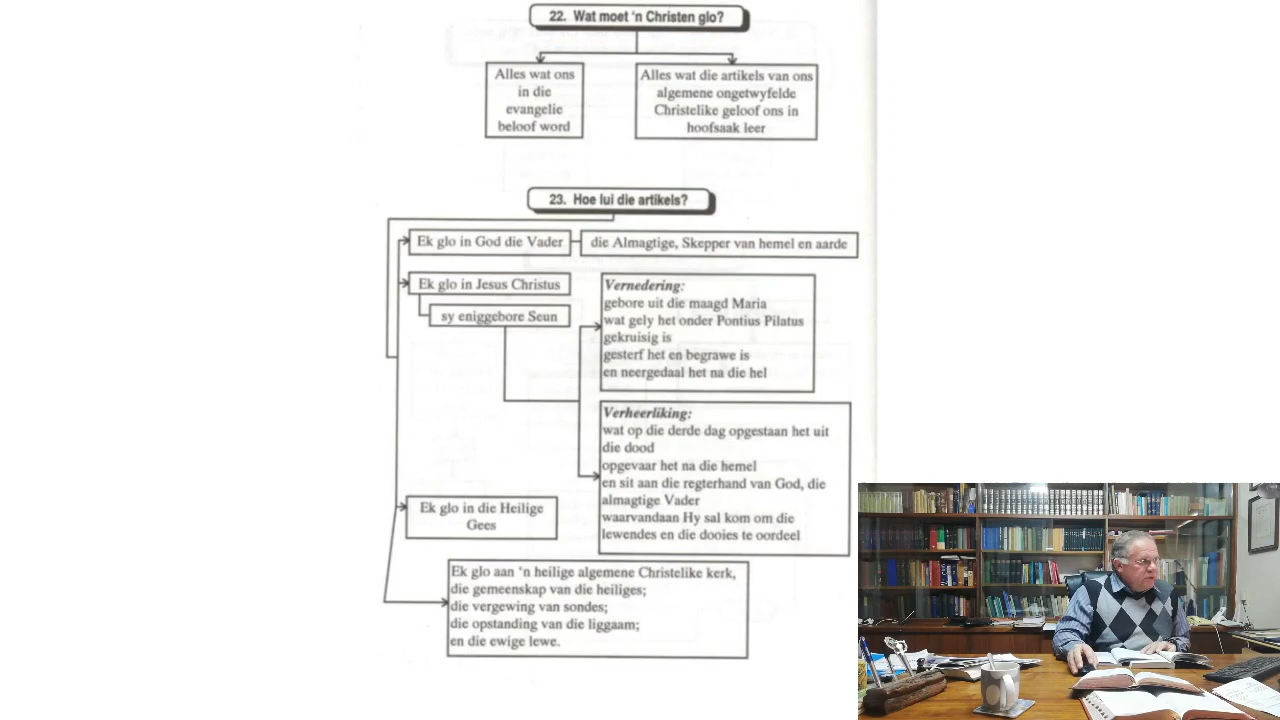 22. Wat moet 'n Christen glo?
Alles wat ons
in die
evangelie
beloof word
Alles wat die artikels van ons
algemene ongetwyfelde
Christelike geloof ons in
hoofsaak leer
23. Hoe lui die artikels?
Ek glo in God die Vader
die Almagtige, Skepper van hemel en aarde
Ek glo in Jesus Christus
sy eniggebore Seun
Vernedering:
gebore uit die maagd Maria
wat gely het onder Pontius Pilatus
gekruisig is
gesterf het en begrawe is
en neergedaal het na die hel
Verheerliking:
wat op die derde dag opgestaan het uit
die dood
opgevaar het na die hemel
en sit aan die regterhand van God, die
almagtige Vader
waarvandaan Hy sal kom om die
lewendes en die dooies te oordeel
Ek glo in die Heilige
Gees
Ek glo aan 'n heilige algemene Christelike kerk,
die gemeenskap van die heiliges;
die vergewing van sondes;
die opstanding van die liggaam;
en die ewige lewe.